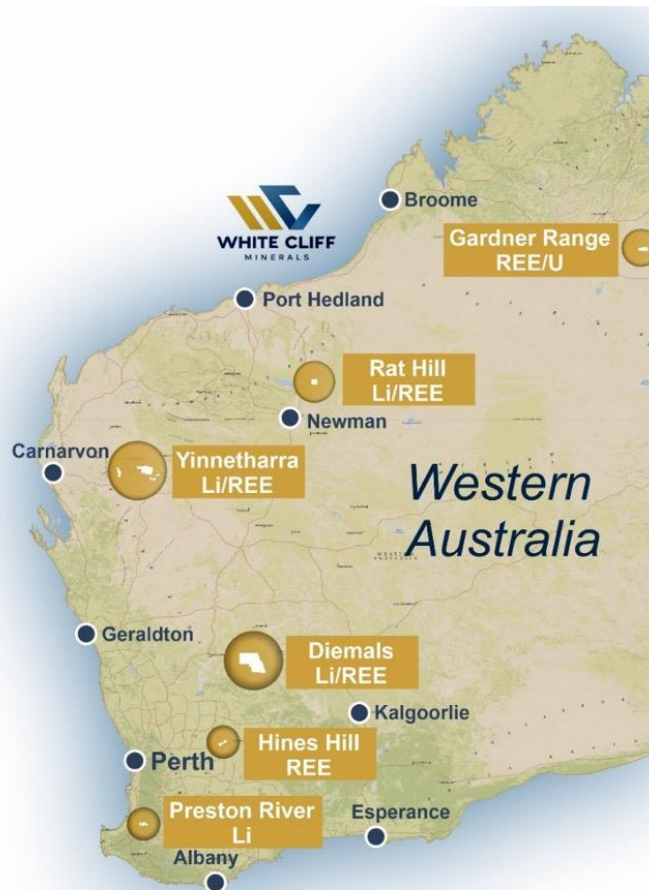 Broome
WHITE CLIFF
MINERALS
Gardner Range
REE/U
Port Hedland
Rat Hill
Li/REE
Newman
Carnarvon
Yinnetharra
Li/REE
Western
Australia
Geraldton
Diemals
Li/REE
Kalgoorlie
Hines Hill
REE
Perth
Preston River
Li
Esperance
Albany